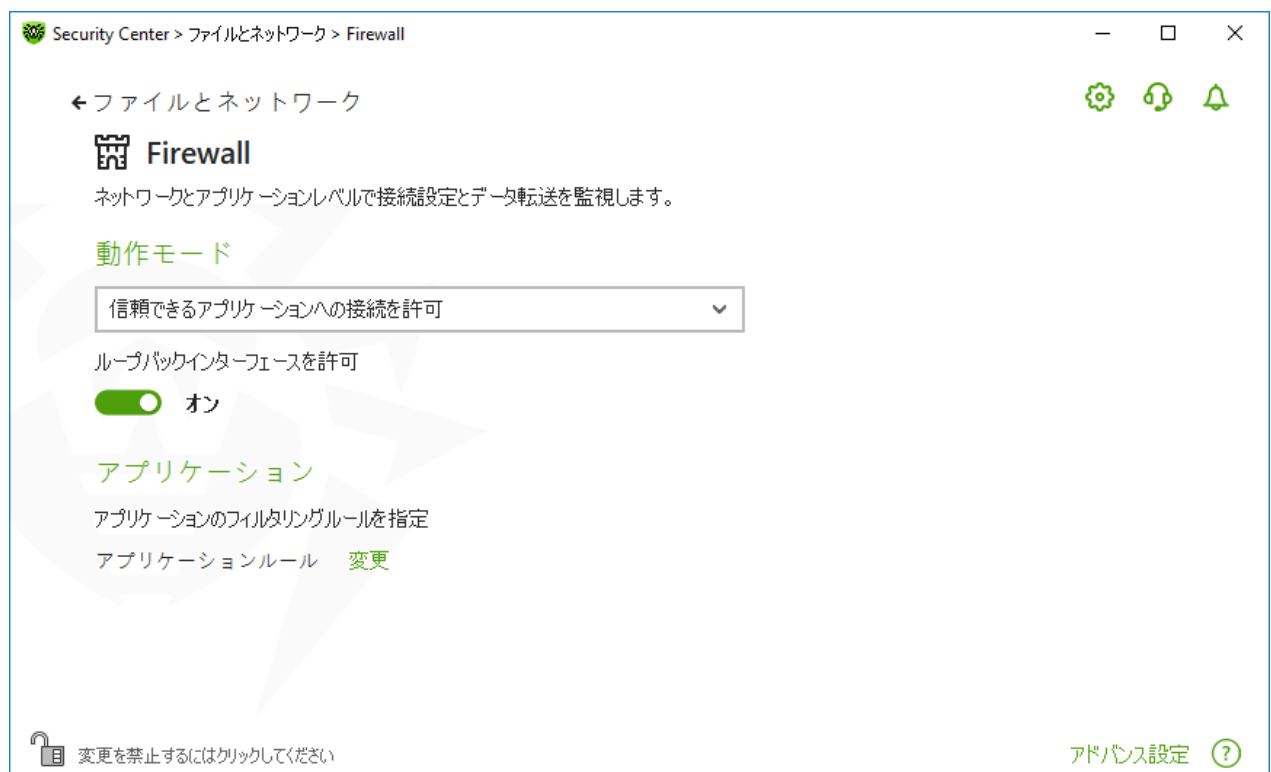 Security Center > ファイルとネットワーク > Firewall
ファイルとネットワーク
Firewall
ネットワークとアプリケーションレベルで接続設定とデータ転送を監視します。
動作モード
信頼できるアプリケーションへの接続を許可
ループバックインターフェースを許可
オン
アプリケーション
アプリケーションのフィルタリングルールを指定
アプリケーションルール 変更
変更を禁止するにはクリックしてください
アドバンス設定 ?